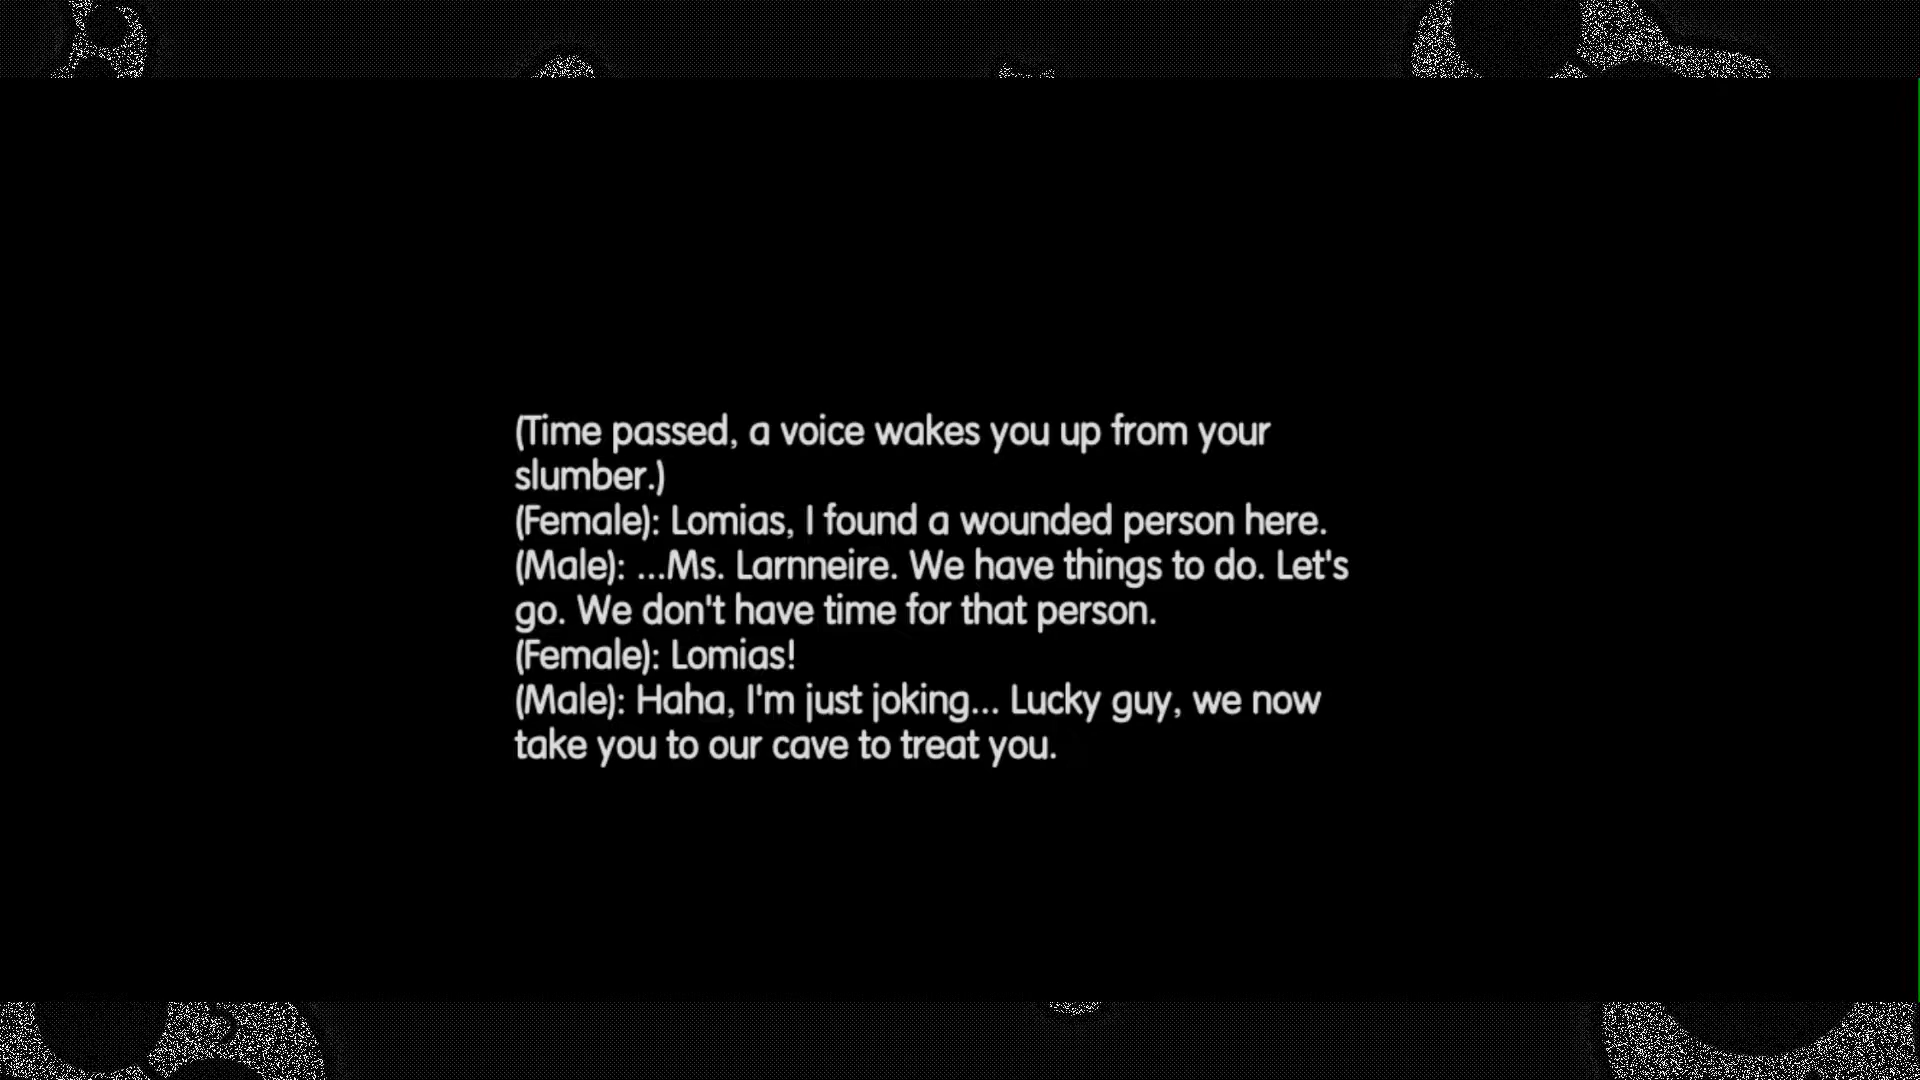 (Time passed, a voice wakes you up from your
slumber.)
(Female): Lomias, I found a wounded person here.
(Male): ...Ms. Larnneire. We have things to do. Let's
go. We don't have time for that person.
(Female): Lomias!
(Male): Haha, I'm just joking... Lucky guy, we now
take you to our cave to treat you.